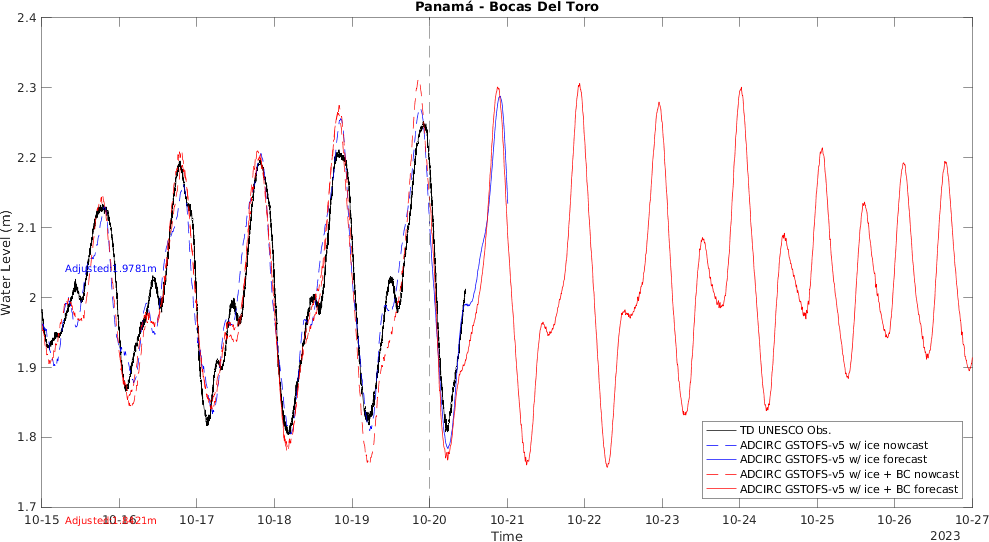 Panamá - Bocas Del Toro
2.4
2.3
2.2
2.1
2
1.9
1.8
1.7
Water Level (m)
Adjusted
TD UNESCO Obs.
ADCIRC GSTOFS-v5 w/ ice nowcast
ADCIRC GSTOFS-v5 w/ ice forecast
ADCIRC GSTOFS-v5 w/ ice + BC nowcast
ADCIRC GSTOFS-v5 w/ ice + BC forecast
10-15 10-16 10-17 10-18 10-19 10-20 10-21 10-22 10-23 10-24 10-25 10-26 10-27
Adjusted
Time
2023